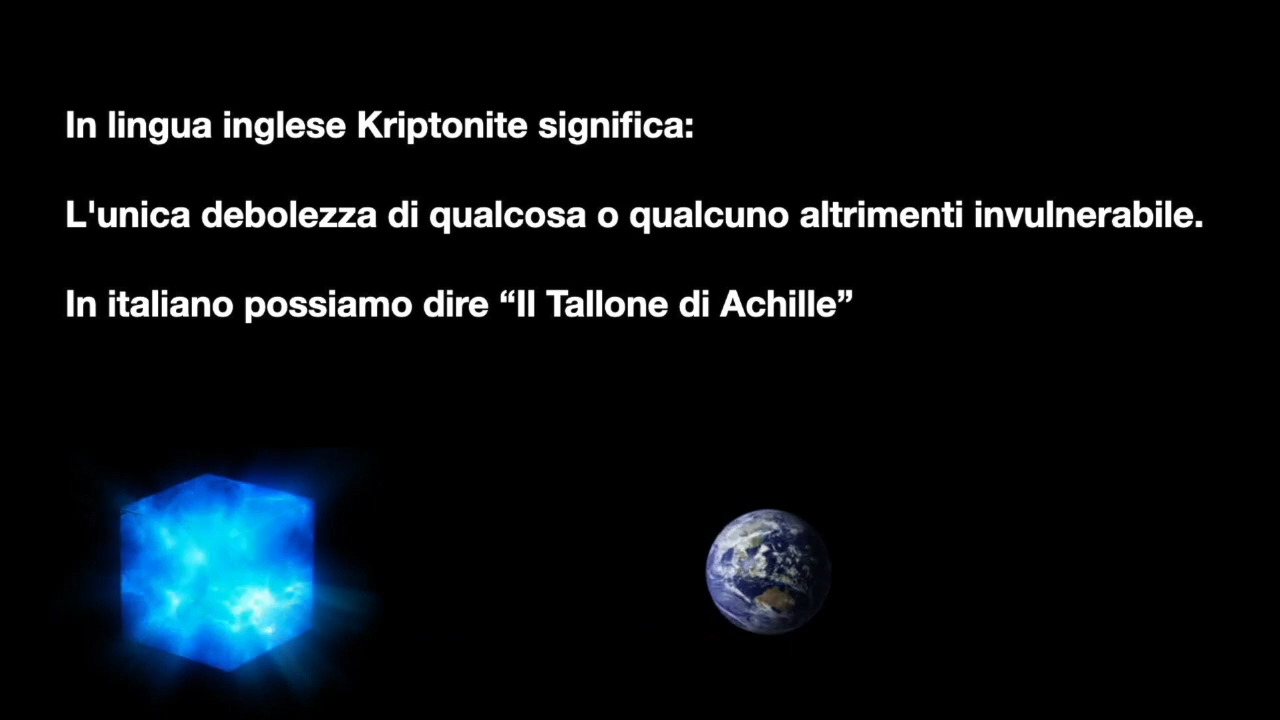 In lingua inglese Kriptonite significa:
L'unica debolezza di qualcosa o qualcuno altrimenti invulnerabile.
In italiano possiamo dire “Il Tallone di Achille”